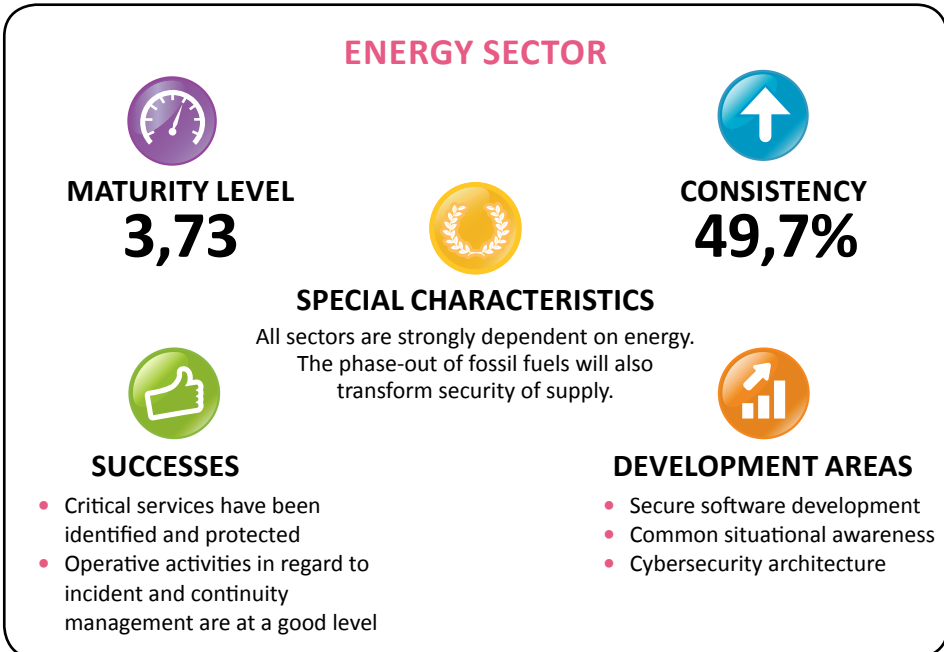 ENERGY SECTOR
MATURITY LEVEL
3,73
CONSISTENCY
49,7%
SPECIAL CHARACTERISTICS
All sectors are strongly dependent on energy.
The phase-out of fossil fuels will also
transform security of supply.
SUCCESSES
• Critical services have been
identified and protected
• Operative activities in regard to
incident and continuity
management are at a good level
DEVELOPMENT AREAS
• Secure software development
• Common situational awareness
• Cybersecurity architecture